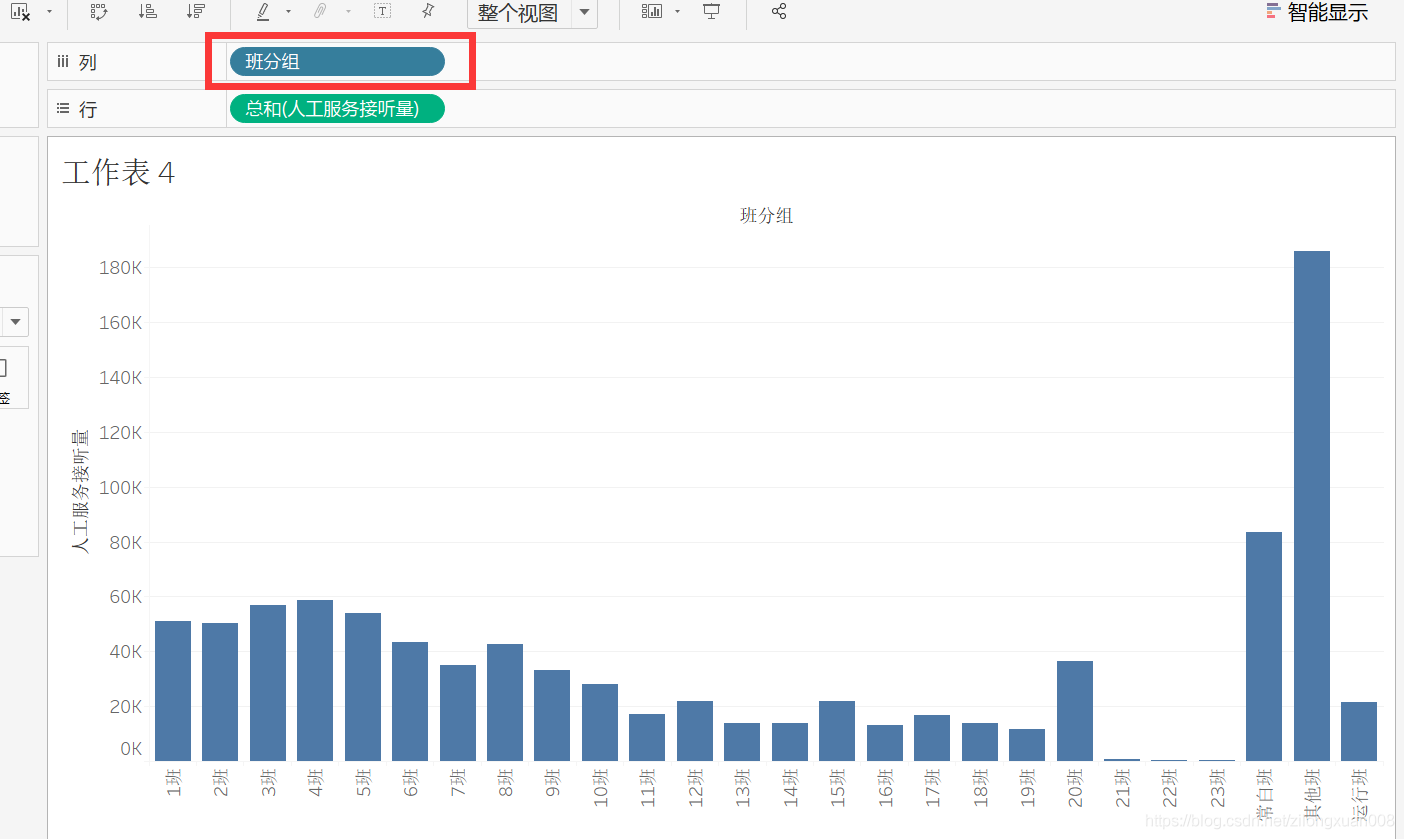 整个视图
智能显示
列
班分组
行
总和(人工服务接听量)
签
工作表 4
班分组
180K
160K
140K
120K
100K
80K
60K
40K
20K
0K
人工服务接听量
1班
2班
3班
4班
5班
6班
7班
8班
9班
10班
11班
12班
13班
14班
15班
16班
17班
18班
19班
20班
21班
22班
23班
常白班
其他班
运行班
https://blog.csdn.net/zilongxuan008